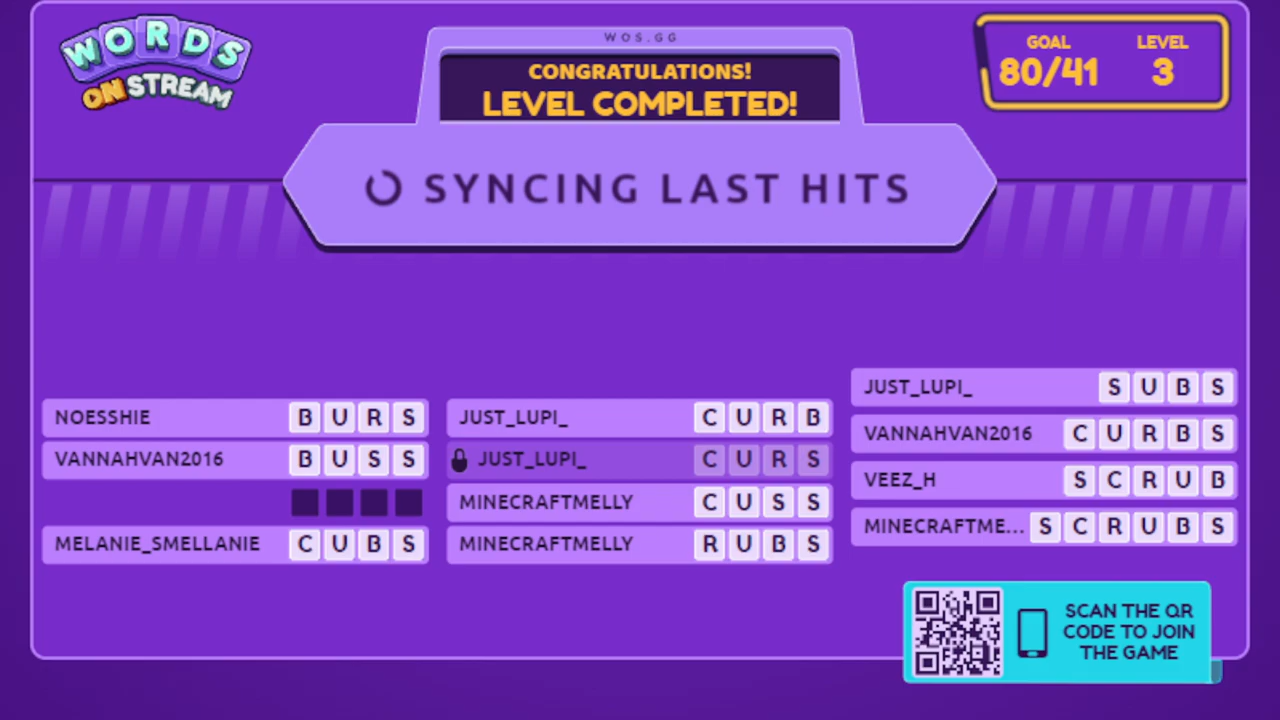 WORDS
ON STREAM
WOS.GG
CONGRATULATIONS!
LEVEL COMPLETED!
GOAL
80/41
LEVEL
3
SYNCING LAST HITS
NOESSHIE BURS
VANNAHVAN2016 BUSS
MELANIE_SMELLANIE CUBS
JUST_LUPI_ CURB
JUST_LUPI_ CURS
MINECRAFTMELLY CUSS
MINECRAFTMELLY RUBS
JUST_LUPI_ SUBS
VANNAHVAN2016 CURBS
VEEZ_H SCRUB
MINECRAFTME... SCRUBS
SCAN THE QR
CODE TO JOIN
THE GAME